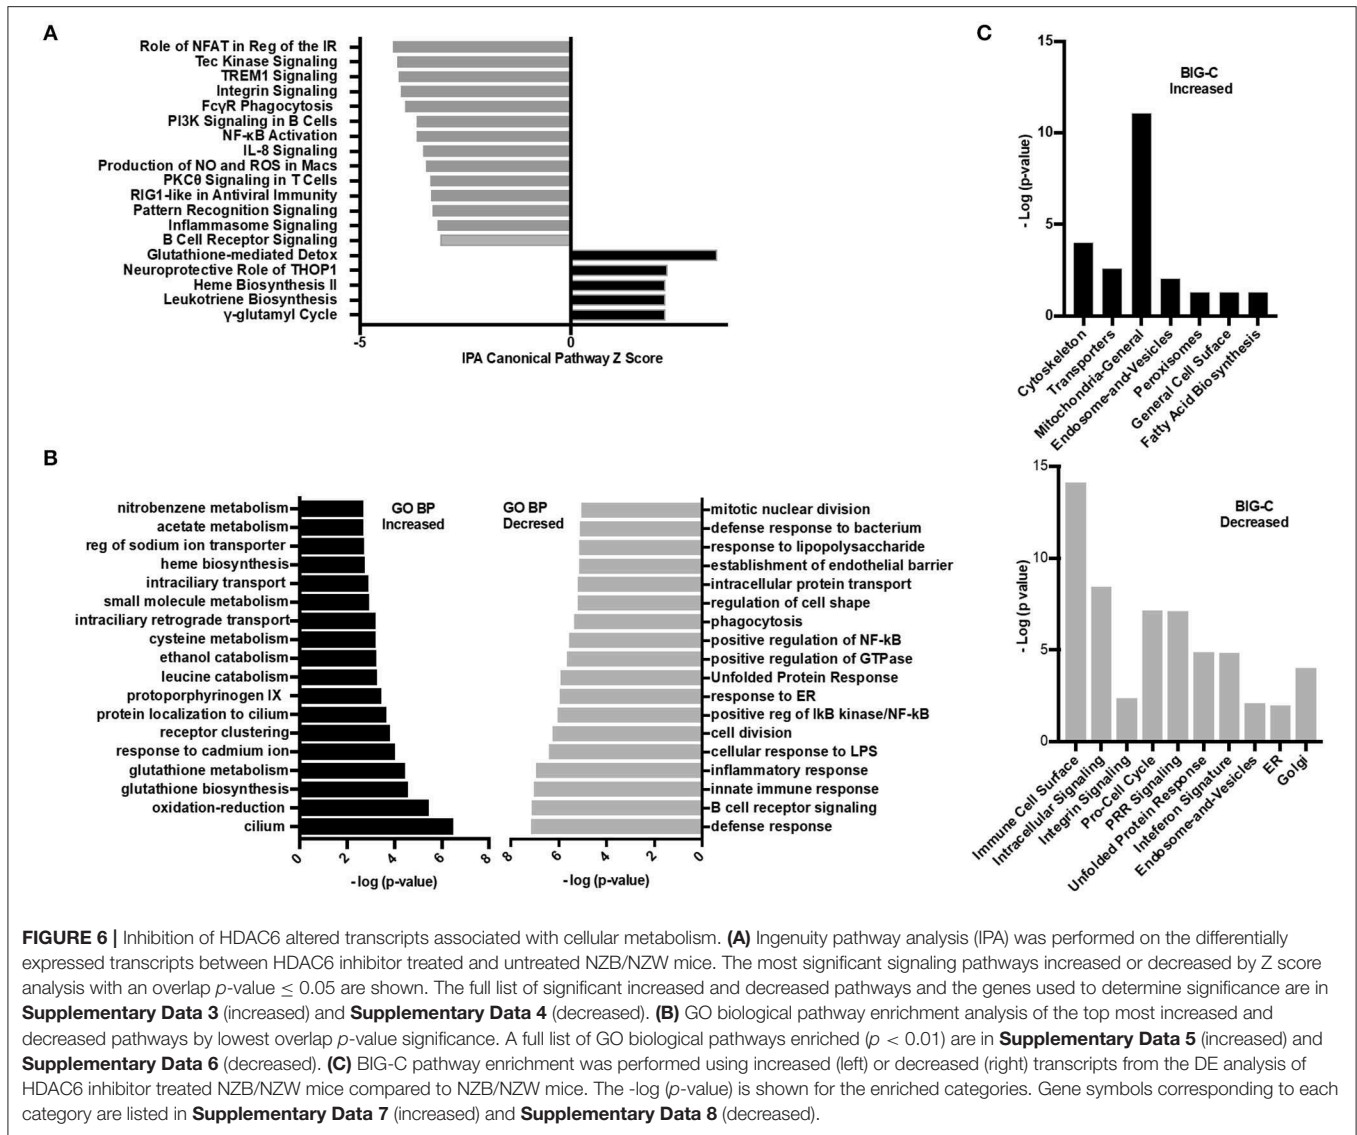 A
Role of NFAT in Reg of the IR
Tec Kinase Signaling
TREM1 Signaling
Integrin Signaling
FcγR Phagocytosis
PI3K Signaling in B Cells
NF-κB Activation
IL-8 Signaling
Production of NO and ROS in Macs
PKCθ Signaling in T Cells
RIG1-like in Antiviral Immunity
Pattern Recognition Signaling
Inflammasome Signaling
B Cell Receptor Signaling
Glutathione-mediated Detox
Neuroprotective Role of THOP1
Heme Biosynthesis II
Leukotriene Biosynthesis
γ-glutamyl Cycle
-5 0
IPA Canonical Pathway Z Score
B
nitrobenzene metabolism
acetate metabolism
reg of sodium ion transporter
heme biosynthesis
intraciliary transport
small molecule metabolism
intraciliary retrograde transport
cysteine metabolism
ethanol catabolism
leucine catabolism
protoporphyrinogen IX
protein localization to cilium
receptor clustering
response to cadmium ion
glutathione metabolism
glutathione biosynthesis
oxidation-reduction
cilium
GO BP
Increased
0 2 4 6 8
- log (p-value)
GO BP
Decresed
mitotic nuclear division
defense response to bacterium
response to lipopolysaccharide
establishment of endothelial barrier
intracellular protein transport
regulation of cell shape
phagocytosis
positive regulation of NF-kB
positive regulation of GTPase
Unfolded Protein Response
response to ER
positive reg of IkB kinase/NF-kB
cell division
cellular response to LPS
inflammatory response
innate immune response
B cell receptor signaling
defense response
8 6 4 2 0
- log (p-value)
C
15
10
5
0
- Log (p-value)
BIG-C
Increased
Cytoskeleton
Transporters
Mitochondria-General
Endosome-and-Vesicles
Peroxisomes
General Cell Suface
Fatty Acid Biosynthesis
15
10
5
0
- Log (p value)
BIG-C
Decreased
Immune Cell Surface
Intracellular Signaling
Integrin Signaling
Pro-Cell Cycle
PRR Signaling
Unfolded Protein Response
Inteferon Signature
Endosome-and-Vesicles
ER
Golgi
FIGURE 6 | Inhibition of HDAC6 altered transcripts associated with cellular metabolism. (A) Ingenuity pathway analysis (IPA) was performed on the differentially
expressed transcripts between HDAC6 inhibitor treated and untreated NZB/NZW mice. The most significant signaling pathways increased or decreased by Z score
analysis with an overlap p-value ≤ 0.05 are shown. The full list of significant increased and decreased pathways and the genes used to determine significance are in
Supplementary Data 3 (increased) and Supplementary Data 4 (decreased). (B) GO biological pathway enrichment analysis of the top most increased and
decreased pathways by lowest overlap p-value significance. A full list of GO biological pathways enriched (p < 0.01) are in Supplementary Data 5 (increased) and
Supplementary Data 6 (decreased). (C) BIG-C pathway enrichment was performed using increased (left) or decreased (right) transcripts from the DE analysis of
HDAC6 inhibitor treated NZB/NZW mice compared to NZB/NZW mice. The -log (p-value) is shown for the enriched categories. Gene symbols corresponding to each
category are listed in Supplementary Data 7 (increased) and Supplementary Data 8 (decreased).